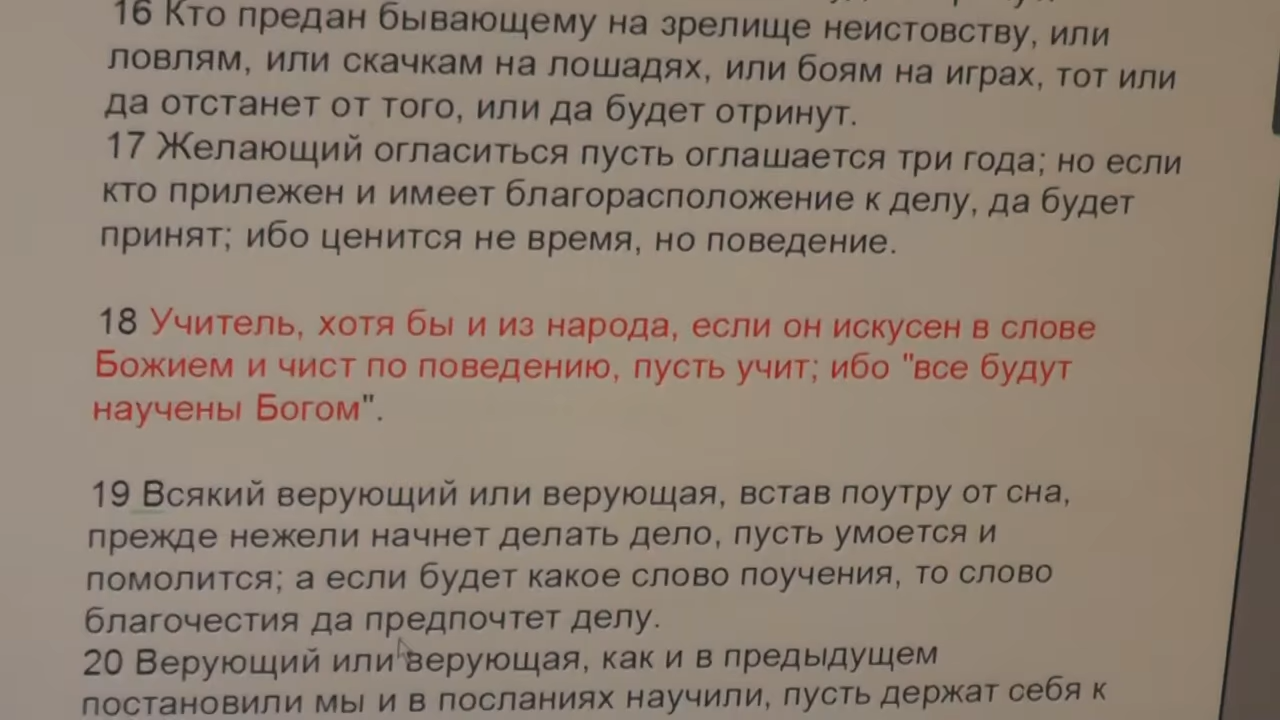 16 Кто предан бывающему на зрелище неистовству, или
ловлям, или скачкам на лошадях, или боям на играх, тот или
да отстанет от того, или да будет отринут.
17 Желающий огласиться пусть оглашается три года; но если
кто прилежен и имеет благорасположение к делу, да будет
принят; ибо ценится не время, но поведение.
18 Учитель, хотя бы и из народа, если он искусен в слове
Божием и чист по поведению, пусть учит; ибо "все будут
научены Богом".
19 Всякий верующий или верующая, встав поутру от сна,
прежде нежели начнет делать дело, пусть умоется и
помолится; а если будет какое слово поучения, то слово
благочестия да предпочтет делу.
20 Верующий или верующая, как и в предыдущем
постановили мы и в посланиях научили, пусть держат себя к